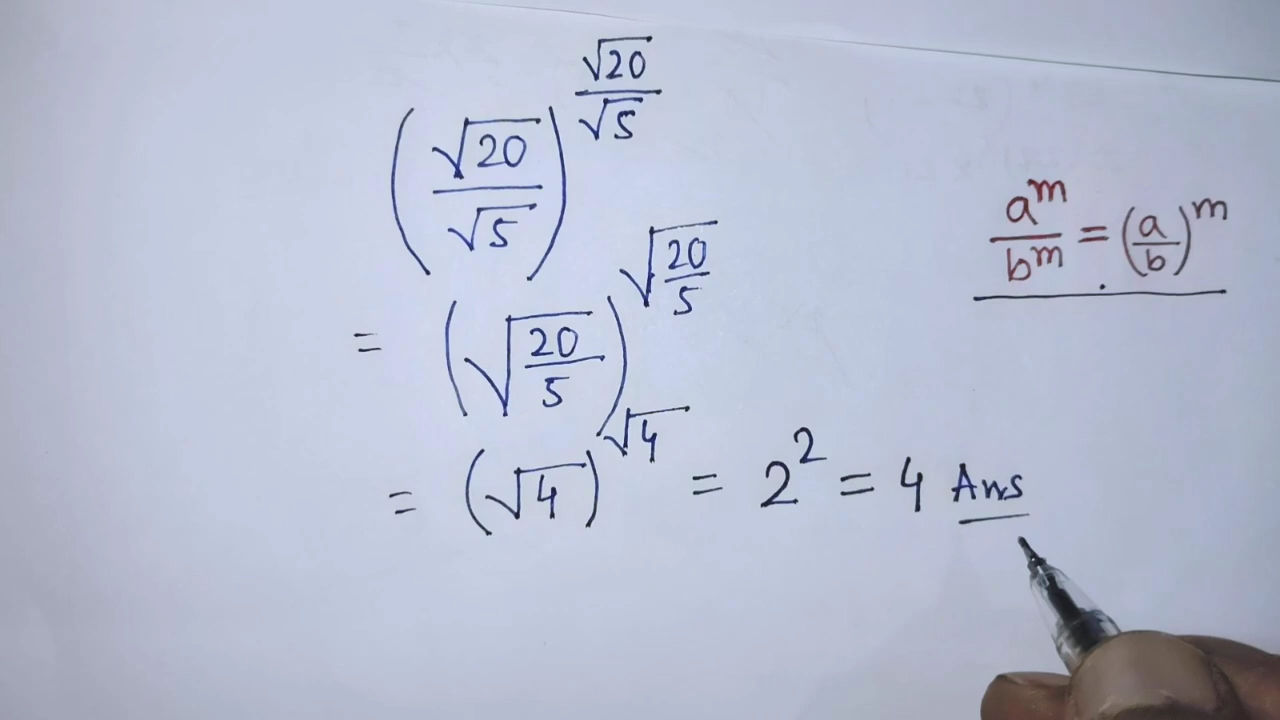 (√20/√5)^(√20/√5)
a^m/b^m = (a/b)^m
= (√(20/5))^√(20/5)
= (√4)^√4 = 2^2 = 4 Ans